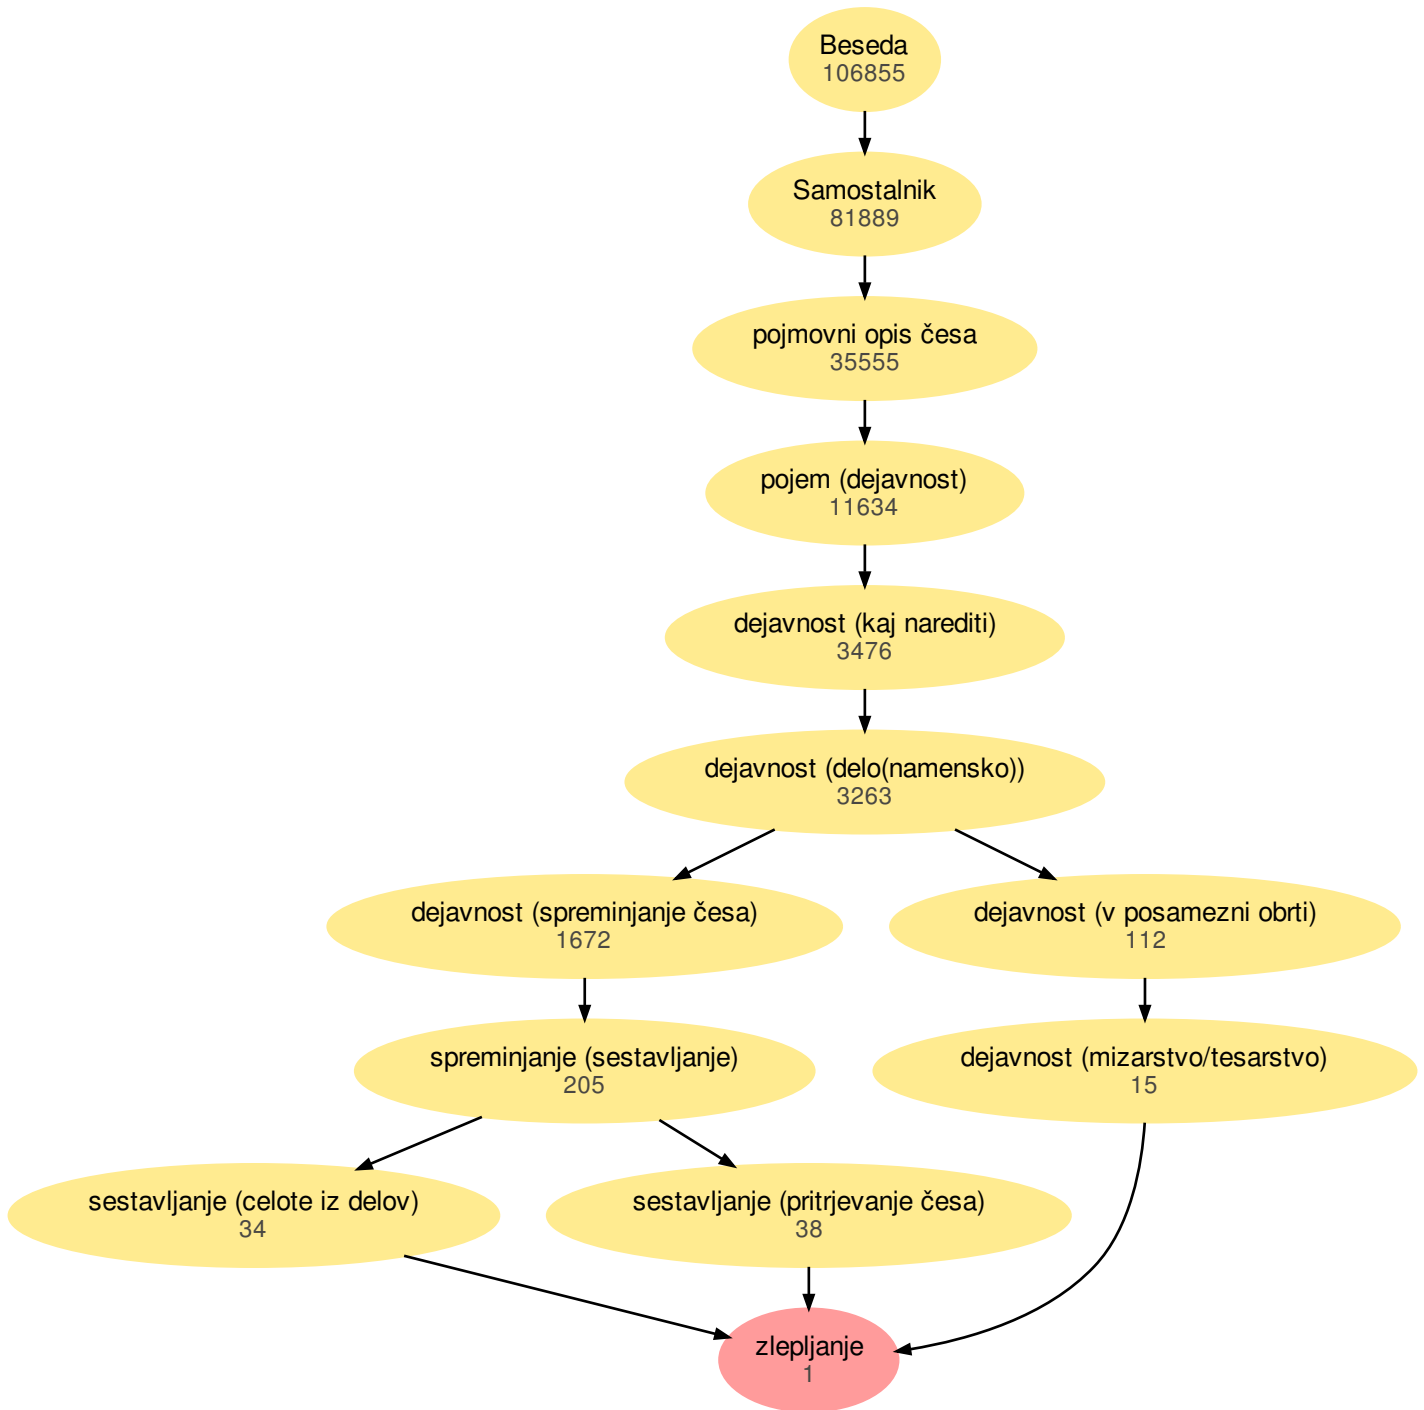 Beseda
106855
Samostalnik
81889
pojmovni opis česa
35555
pojem (dejavnost)
11634
dejavnost (kaj narediti)
3476
dejavnost (delo(namensko))
3263
dejavnost (spreminjanje česa)
1672
dejavnost (v posamezni obrti)
112
spreminjanje (sestavljanje)
205
dejavnost (mizarstvo/tesarstvo)
15
sestavljanje (celote iz delov)
34
sestavljanje (pritrjevanje česa)
38
zlepljanje
1